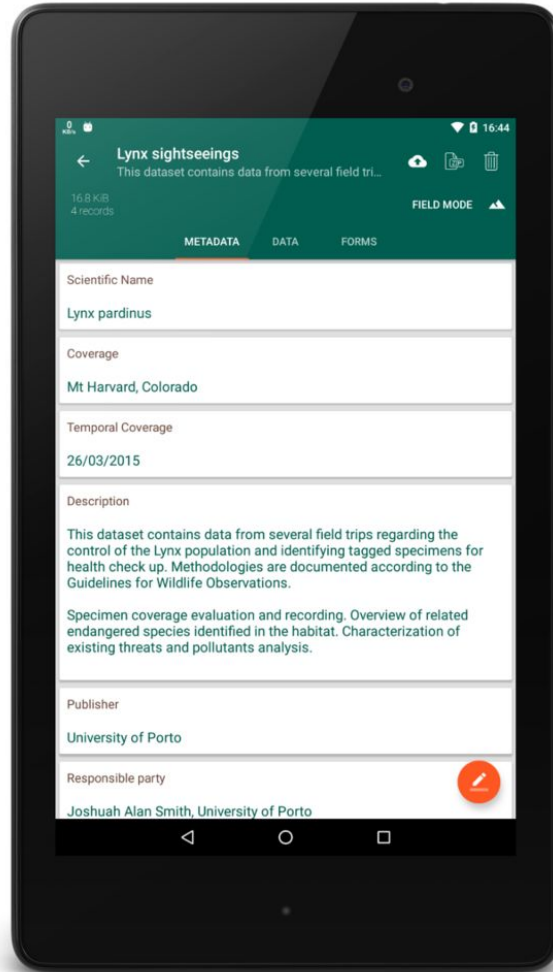 0
KB/s
16:44
Lynx sightseeings
This dataset contains data from several field tri...
16.8 KiB
4 records
FIELD MODE
METADATA
DATA
FORMS
Scientific Name
Lynx pardinus
Coverage
Mt Harvard, Colorado
Temporal Coverage
26/03/2015
Description
This dataset contains data from several field trips regarding the
control of the Lynx population and identifying tagged specimens for
health check up. Methodologies are documented according to the
Guidelines for Wildlife Observations.
Specimen coverage evaluation and recording. Overview of related
endangered species identified in the habitat. Characterization of
existing threats and pollutants analysis.
Publisher
University of Porto
Responsible party
Joshuah Alan Smith, University of Porto